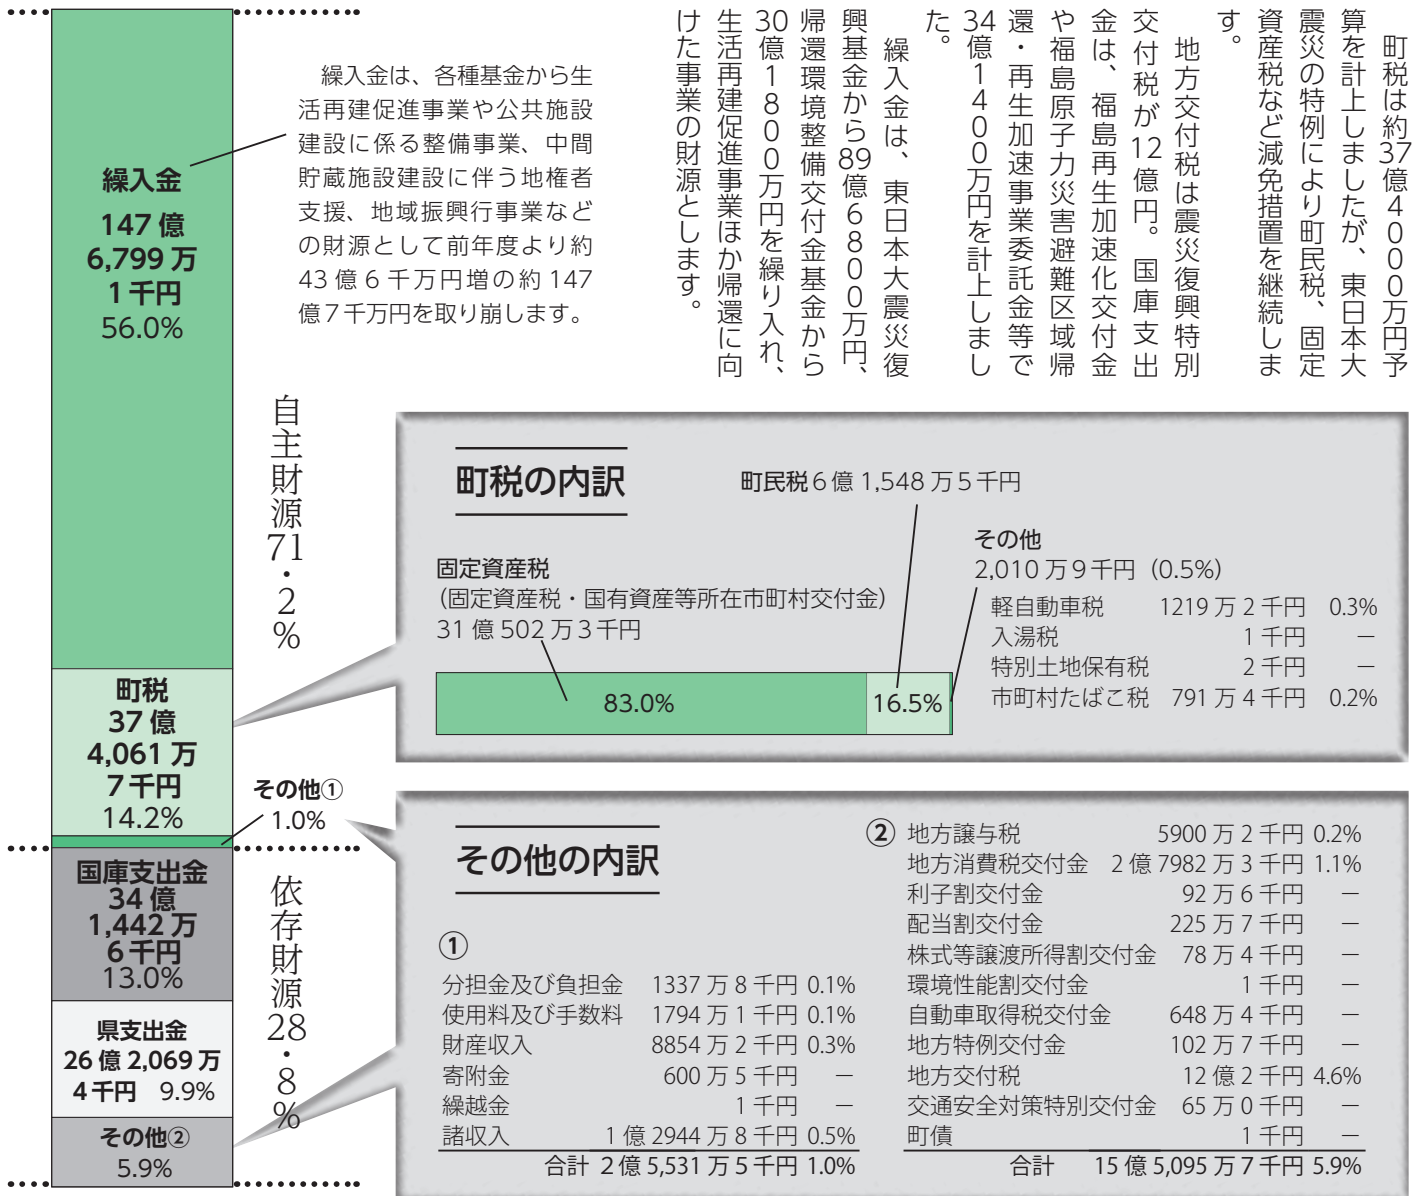 町税は約37億4000万円予
算を計上しましたが、東日本大
震災の特例により町民税、固定
資産税など減免措置を継続しま
す。
地方交付税は震災復興特別
交付税が12億円。国庫支出
金は、福島再生加速化交付金
や福島原子力災害避難区域帰
還・再生加速事業委託金等で
34億1400万円を計上しまし
た。
繰入金は、東日本大震災復
興基金から89億6800万円、
帰還環境整備交付金基金から
30億1800万円を繰り入れ、
生活再建促進事業ほか帰還に向
けた事業の財源とします。
繰入金は、各種基金から生
活再建促進事業や公共施設
建設に係る整備事業、中間
貯蔵施設建設に伴う地権者
支援、地域振興行事業など
の財源として前年度より約
43億6千万円増の約147
億7千万円を取り崩します。
繰入金
147億
6,799万
1千円
56.0%
自主財源71・2%
町税
37億
4,061万
7千円
14.2%
その他①
1.0%
国庫支出金
34億
1,442万
6千円
13.0%
依存財源28・8%
県支出金
26億2,069万
4千円 9.9%
その他②
5.9%
町税の内訳
町民税6億1,548万5千円
固定資産税
(固定資産税・国有資産等所在市町村交付金)
31億502万3千円
83.0%
16.5%
その他
2,010万9千円(0.5%)
軽自動車税 1219万2千円 0.3%
入湯税 1千円 －
特別土地保有税 2千円 －
市町村たばこ税 791万4千円 0.2%
その他の内訳
①
分担金及び負担金 1337万8千円 0.1%
使用料及び手数料 1794万1千円 0.1%
財産収入 8854万2千円 0.3%
寄附金 600万5千円 －
繰越金 1千円 －
諸収入 1億2944万8千円 0.5%
合計 2億5,531万5千円 1.0%
②
地方譲与税 5900万2千円 0.2%
地方消費税交付金 2億7982万3千円 1.1%
利子割交付金 92万6千円 －
配当割交付金 225万7千円 －
株式等譲渡所得割交付金 78万4千円 －
環境性能割交付金 1千円 －
自動車取得税交付金 648万4千円 －
地方特例交付金 102万7千円 －
地方交付税 12億2千円 4.6%
交通安全対策特別交付金 65万0千円 －
町債 1千円 －
合計 15億5,095万7千円 5.9%